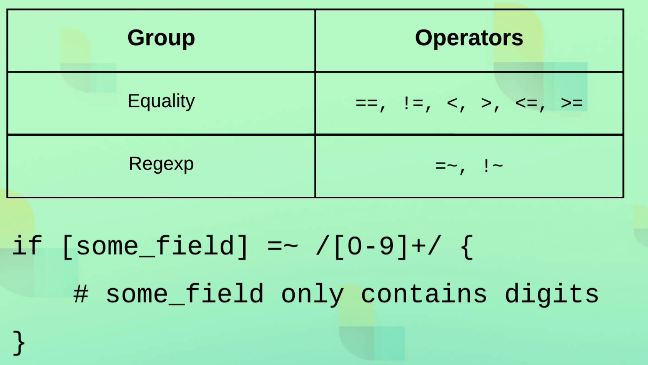 Group Operators
Equality ==, !=, <, >, <=, >=
Regexp =~, !~
if [some_field] =~ /[0-9]+/ {
# some_field only contains digits
}